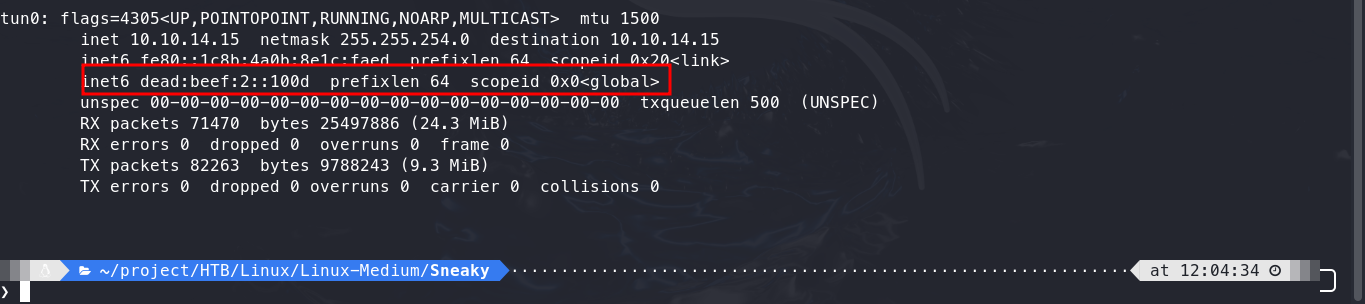 tun0: flags=4305<UP,POINTOPOINT,RUNNING,NOARP,MULTICAST>  mtu 1500
        inet 10.10.14.15  netmask 255.255.254.0  destination 10.10.14.15
        inet6 fe80::1c8b:4a0b:8e1c:faed  prefixlen 64  scopeid 0x20<link>
        inet6 dead:beef:2::100d  prefixlen 64  scopeid 0x0<global>
        unspec 00-00-00-00-00-00-00-00-00-00-00-00-00-00-00-00  txqueuelen 500  (UNSPEC)
        RX packets 71470  bytes 25497886 (24.3 MiB)
        RX errors 0  dropped 0  overruns 0  frame 0
        TX packets 82263  bytes 9788243 (9.3 MiB)
        TX errors 0  dropped 0 overruns 0  carrier 0  collisions 0
~/project/HTB/Linux/Linux-Medium/Sneaky at 12:04:34
❯